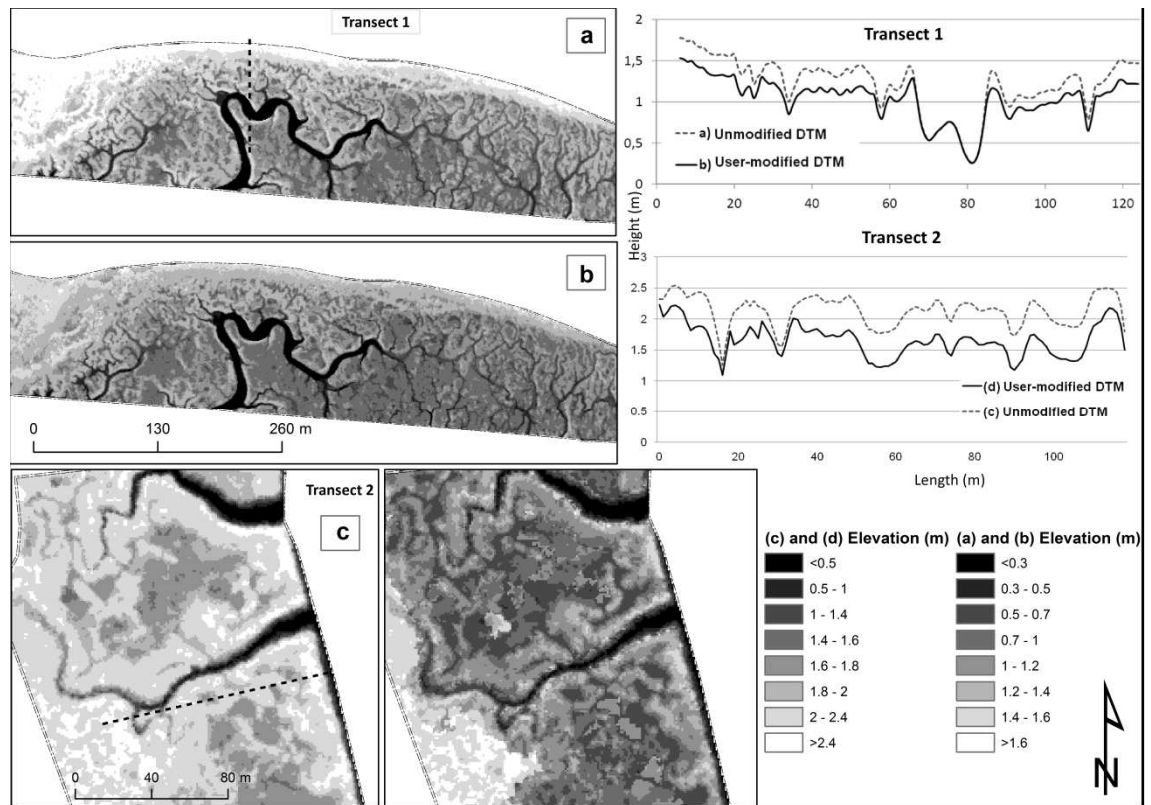 Transect 1
a
b
0 130 260 m
Transect 2
c
0 40 80 m
Transect 1
2
1.5
1
0.5
0
0 20 40 60 80 100 120
a) Unmodified DTM
b) User-modified DTM
Height (m)
Transect 2
3
2.5
2
1.5
1
0.5
0
0 20 40 60 80 100
(d) User-modified DTM
(c) Unmodified DTM
Length (m)
(c) and (d) Elevation (m)
<0.5
0.5 - 1
1 - 1.4
1.4 - 1.6
1.6 - 1.8
1.8 - 2
2 - 2.4
>2.4
(a) and (b) Elevation (m)
<0.3
0.3 - 0.5
0.5 - 0.7
0.7 - 1
1 - 1.2
1.2 - 1.4
1.4 - 1.6
>1.6
N